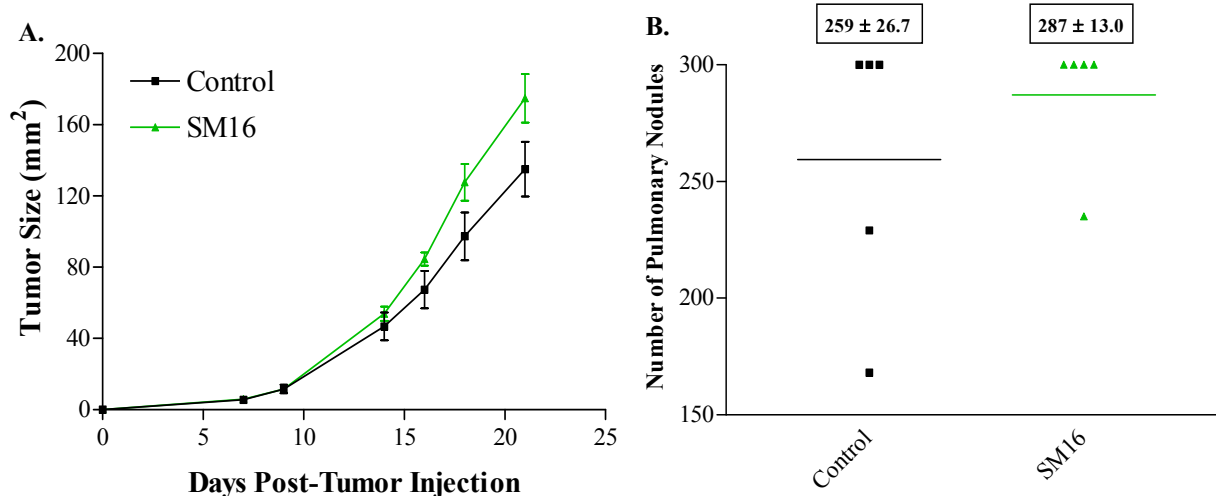 A.
200
160
120
80
40
0
Tumor Size (mm²)
Control
SM16
0 5 10 15 20 25
Days Post-Tumor Injection
B.
259 ± 26.7 287 ± 13.0
300
250
200
150
Number of Pulmonary Nodules
Control
SM16